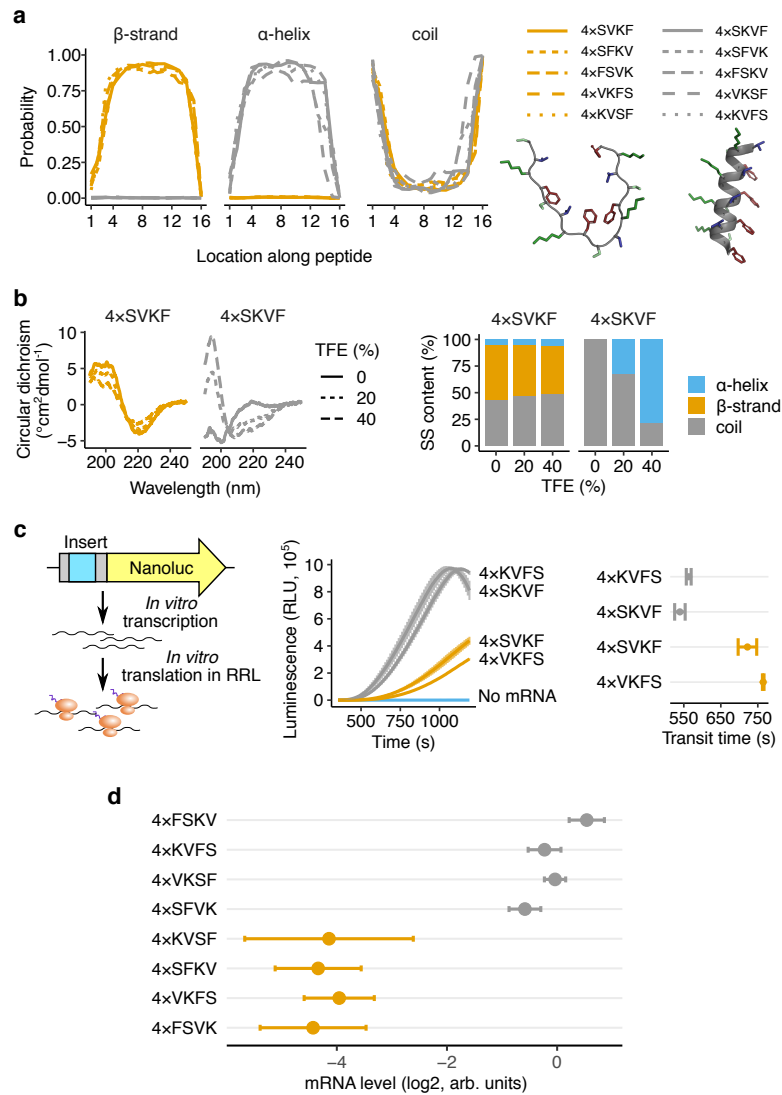 a
β-strand α-helix coil
Probability
1.00
0.75
0.50
0.25
0.00
1 4 8 12 16 1 4 8 12 16 1 4 8 12 16
Location along peptide
4×SVKF 4×SKVF
4×SFKV 4×SFVK
4×FSVK 4×FSKV
4×VKFS 4×VKSF
4×KVSF 4×KVFS
b
4×SVKF 4×SKVF
Circular dichroism
(°cm2dmol-1)
10
5
0
−5
200 220 240 200 220 240
Wavelength (nm)
TFE (%)
0
20
40
4×SVKF 4×SKVF
SS content (%)
100
75
50
25
0
0 20 40 0 20 40
TFE (%)
α-helix
β-strand
coil
c
Insert
Nanoluc
In vitro
transcription
In vitro
translation in RRL
Luminescence (RLU, 10⁵)
10
8
6
4
2
0
500 750 1000
Time (s)
4×KVFS
4×SKVF
4×SVKF
4×VKFS
No mRNA
4×KVFS
4×SKVF
4×SVKF
4×VKFS
550 650 750
Transit time (s)
d
4×FSKV
4×KVFS
4×VKSF
4×SFVK
4×KVSF
4×SFKV
4×VKFS
4×FSVK
−4 0
mRNA level (log2, arb. units)